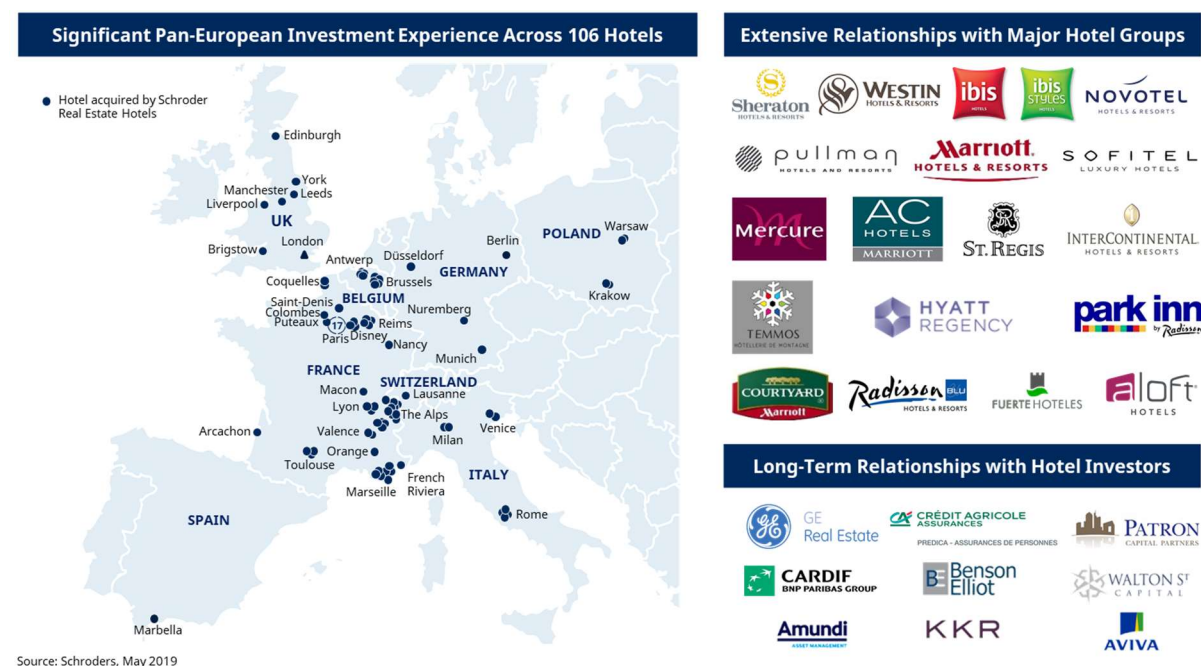 Significant Pan-European Investment Experience Across 106 Hotels
Hotel acquired by Schroder
Real Estate Hotels
Edinburgh
York
Manchester
Leeds
Liverpool
UK
Brigstow
London
Antwerp
Düsseldorf
Berlin
POLAND
Warsaw
GERMANY
Coquelles
Brussels
Krakow
Saint-Denis
BELGIUM
Colombes
Nuremberg
Puteaux
17
Reims
Paris
Disney
Nancy
Munich
FRANCE
SWITZERLAND
Macon
Lausanne
Lyon
The Alps
Arcachon
Valence
Venice
Milan
Orange
Toulouse
ITALY
Marseille
French
Riviera
SPAIN
Rome
Marbella
Source: Schroders, May 2019
Extensive Relationships with Major Hotel Groups
S
Sheraton
HOTELS & RESORTS
WESTIN
HOTELS & RESORTS
ibis
HOTELS
ibis
STYLES
HOTELS
NOVOTEL
HOTELS & RESORTS
pullman
HOTELS AND RESORTS
Marriott.
HOTELS & RESORTS
SOFITEL
LUXURY HOTELS
Mercure
AC
HOTELS
MARRIOTT
ST. REGIS
INTERCONTINENTAL
HOTELS & RESORTS
TEMMOS
HÔTELLERIE DE MONTAGNE
HYATT
REGENCY
park inn
by Radisson
COURTYARD
Marriott
Radisson BLU
HOTELS & RESORTS
FUERTEHOTELES
aloft
HOTELS
Long-Term Relationships with Hotel Investors
GE
GE
Real Estate
CA
CRÉDIT AGRICOLE
ASSURANCES
PREDICA - ASSURANCES DE PERSONNES
PATRON
CAPITAL PARTNERS
CARDIF
BNP PARIBAS GROUP
BE
Benson
Elliot
WALTON ST
CAPITAL
Amundi
ASSET MANAGEMENT
KKR
AVIVA